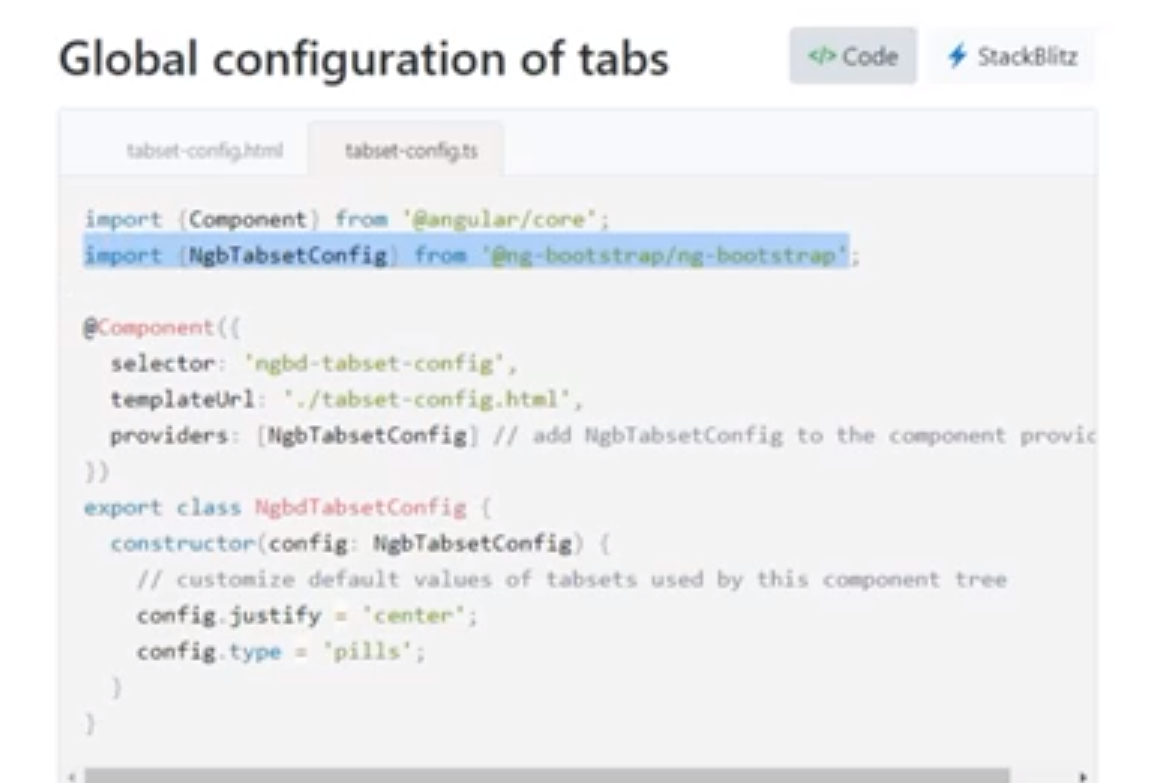 Global configuration of tabs
</> Code
StackBlitz
tabset-config.html
tabset-config.ts
import {Component} from '@angular/core';
import {NgbTabsetConfig} from '@ng-bootstrap/ng-bootstrap';
@Component({
selector: 'ngbd-tabset-config',
templateUrl: './tabset-config.html',
providers: [NgbTabsetConfig] // add NgbTabsetConfig to the component provic
})
export class NgbdTabsetConfig {
constructor(config: NgbTabsetConfig) {
// customize default values of tabsets used by this component tree
config.justify = 'center';
config.type = 'pills';
}
}